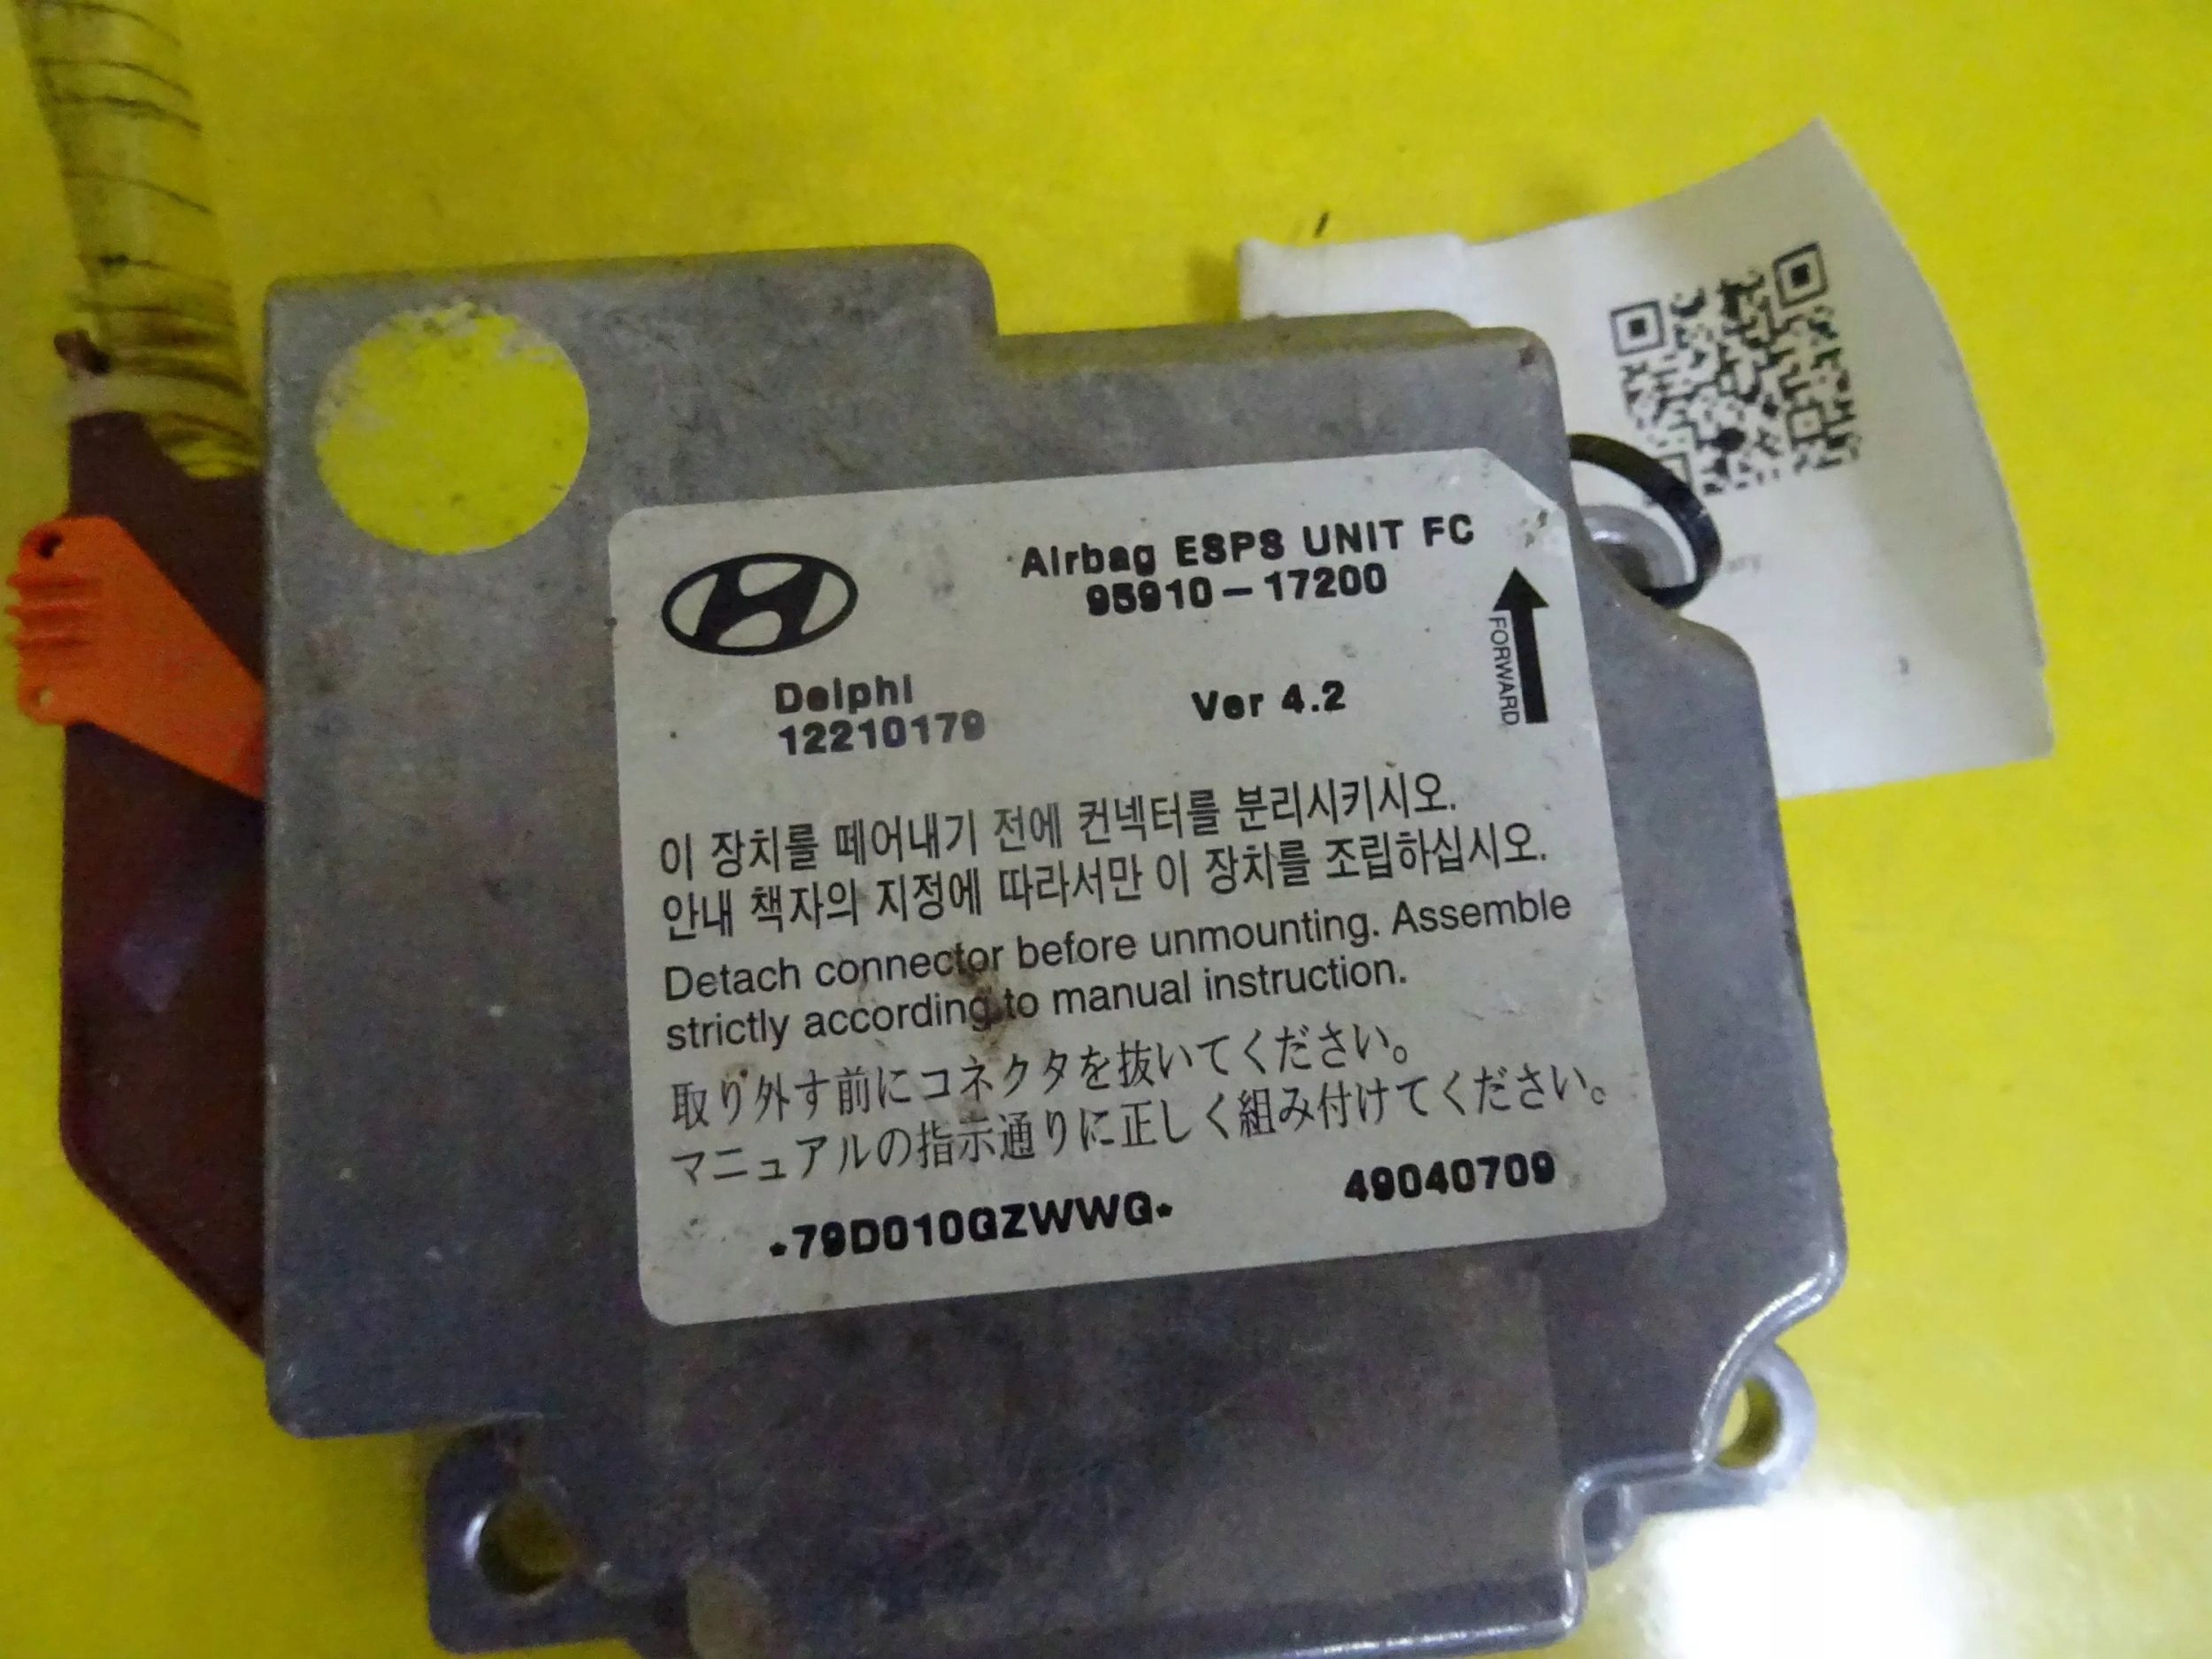 Airbag ESPS UNIT FC
95910-17200
FORWARD
Delphi
12210179
Ver 4.2
이 장치를 떼어내기 전에 컨넥터를 분리시키시오.
안내 책자의 지정에 따라서만 이 장치를 조립하십시오.
Detach connector before unmounting. Assemble
strictly according to manual instruction.
取り外す前にコネクタを抜いてください。
マニュアルの指示通りに正しく組み付けてください。
*79D010GZWWG*
49040709